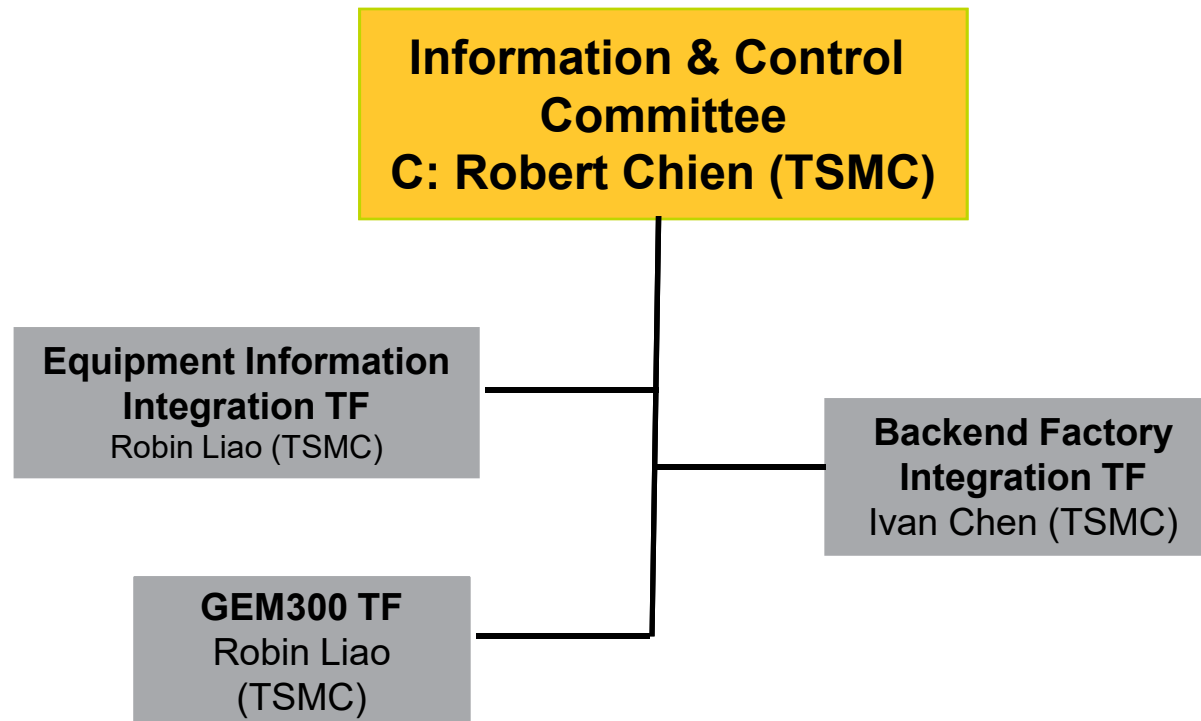 Information & Control
Committee
C: Robert Chien (TSMC)
Equipment Information
Integration TF
Robin Liao (TSMC)
Backend Factory
Integration TF
Ivan Chen (TSMC)
GEM300 TF
Robin Liao
(TSMC)